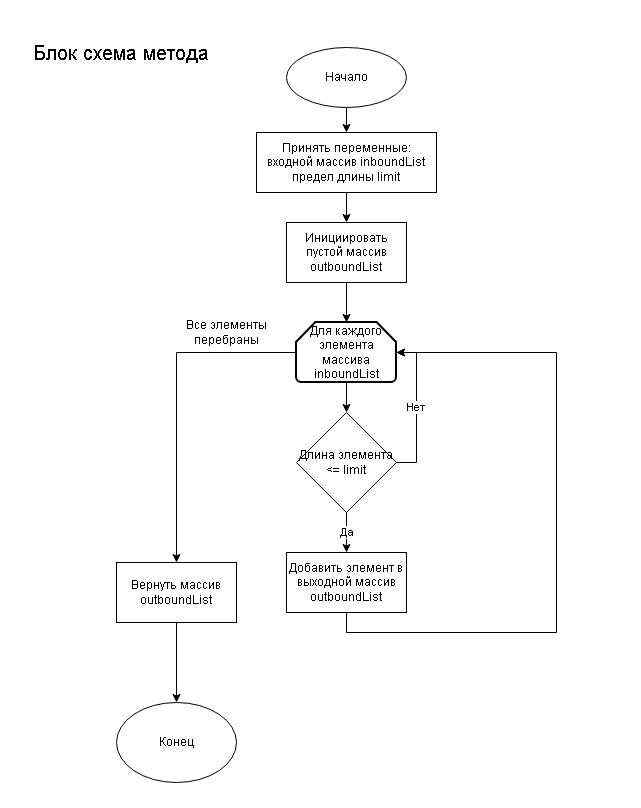 Блок схема метода
Начало
Принять переменные:
входной массив inboundList
предел длины limit
Инициировать
пустой массив
outboundList
Для каждого
элемента
массива
inboundList
Все элементы
перебраны
Нет
Длина элемента
<= limit
Да
Добавить элемент в
выходной массив
outboundList
Вернуть массив
outboundList
Конец